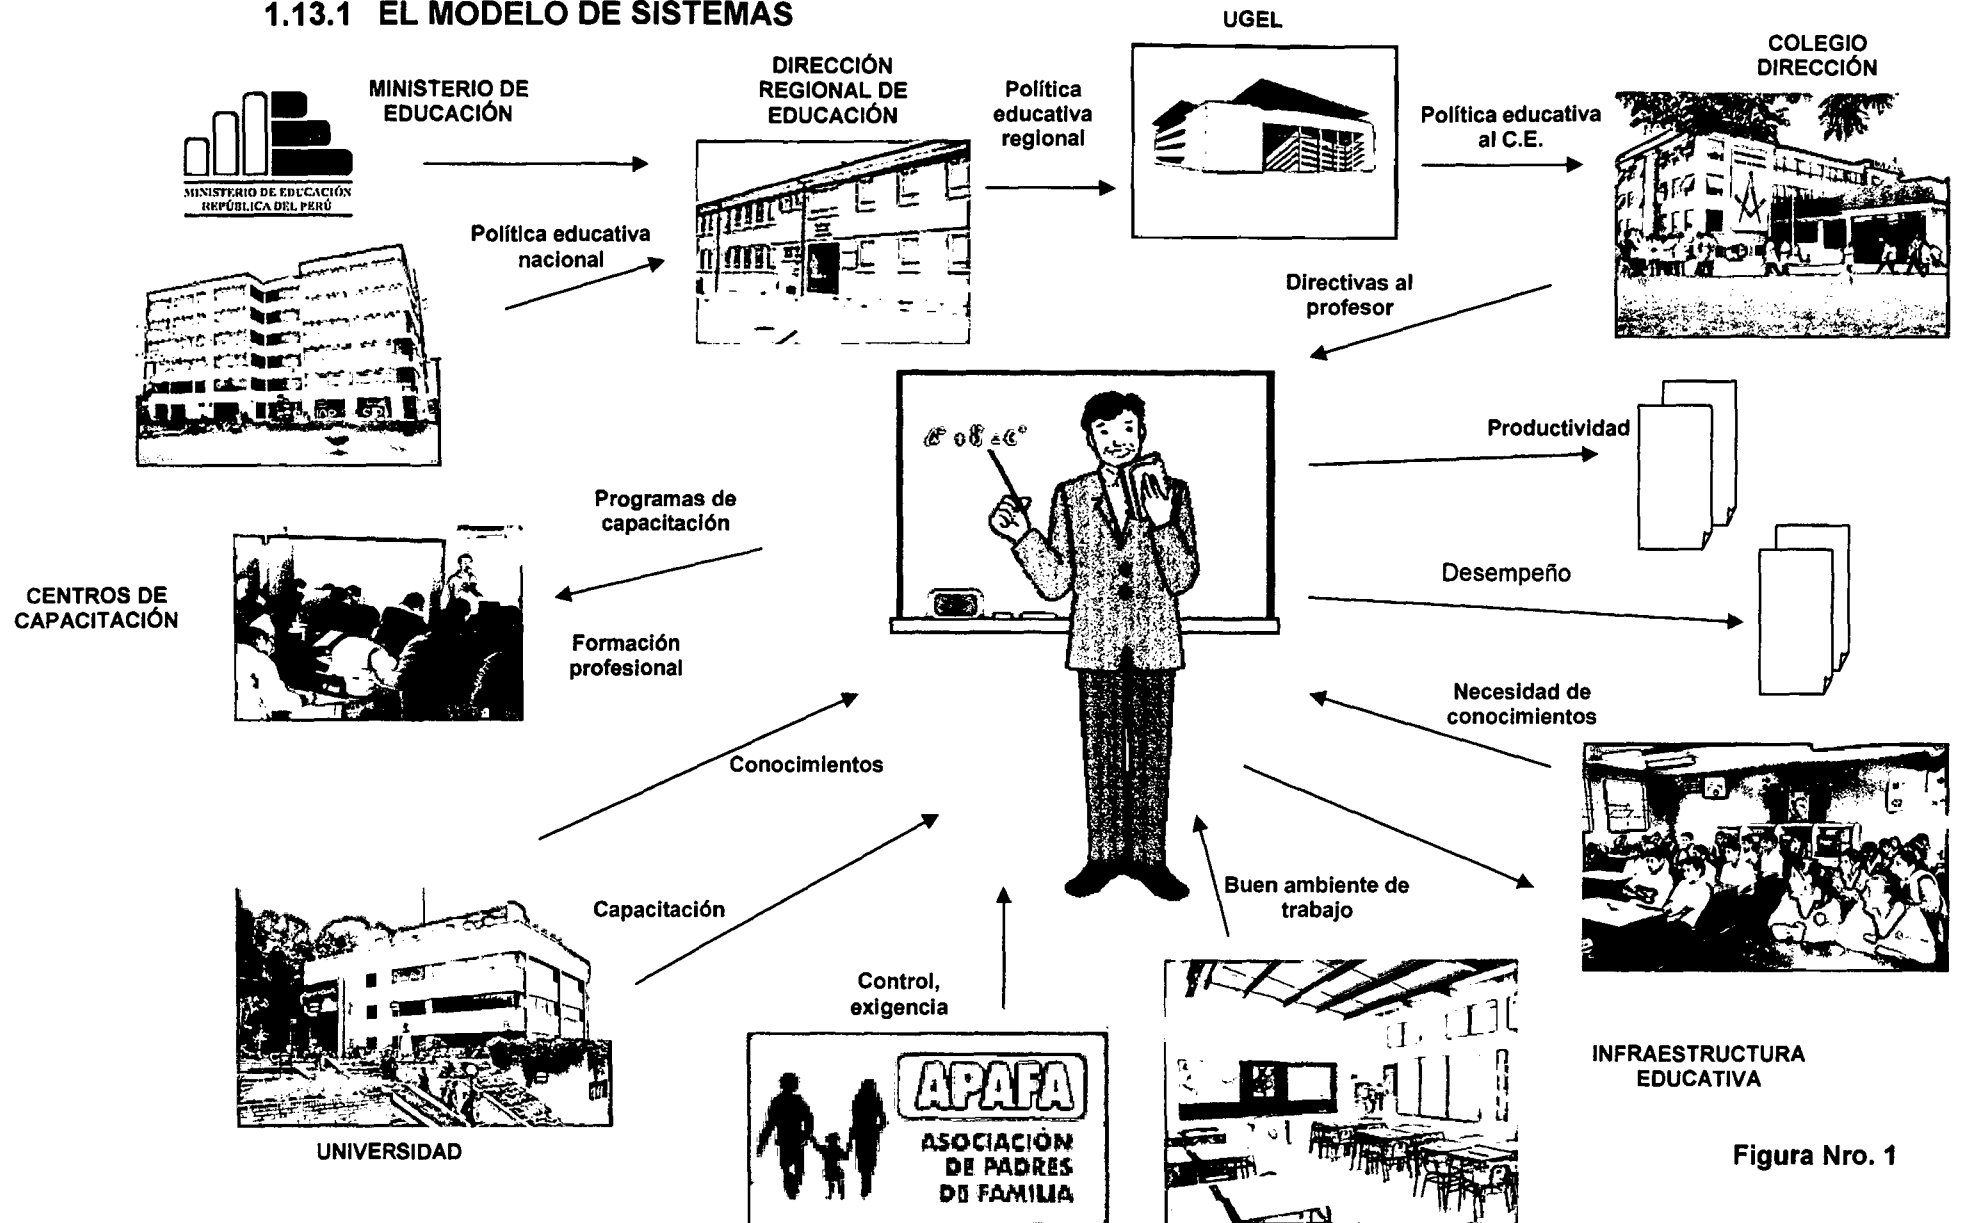 1.13.1 EL MODELO DE SISTEMAS
UGEL
MINISTERIO DE
EDUCACIÓN
DIRECCIÓN
REGIONAL DE
EDUCACIÓN
Política
educativa
regional
Política educativa
al C.E.
COLEGIO
DIRECCIÓN
MINISTERIO DE EDUCACIÓN
REPÚBLICA DEL PERÚ
Política educativa
nacional
Directivas al
profesor
Productividad
Programas de
capacitación
Desempeño
CENTROS DE
CAPACITACIÓN
Formación
profesional
Necesidad de
conocimientos
Conocimientos
Capacitación
Buen ambiente de
trabajo
Control,
exigencia
APAFA
ASOCIACIÓN
DE PADRES
DE FAMILIA
INFRAESTRUCTURA
EDUCATIVA
UNIVERSIDAD
Figura Nro. 1